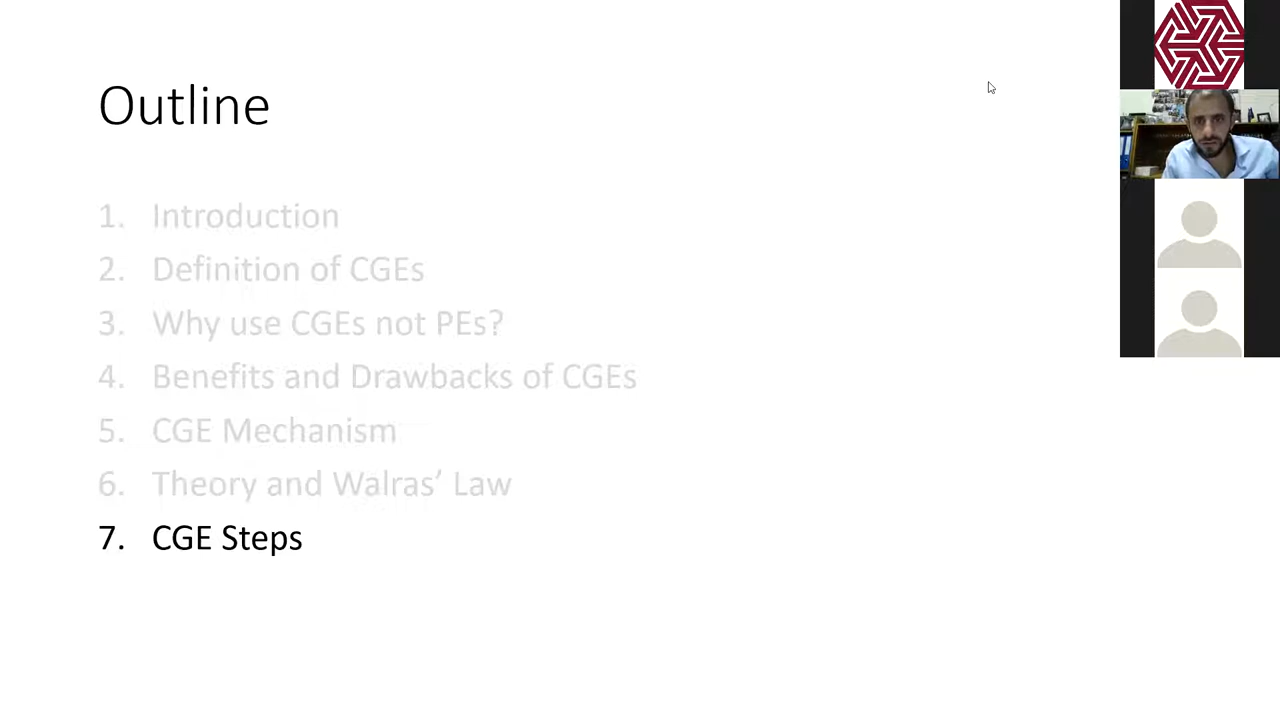 Outline
1. Introduction
2. Definition of CGEs
3. Why use CGEs not PEs?
4. Benefits and Drawbacks of CGEs
5. CGE Mechanism
6. Theory and Walras’ Law
7. CGE Steps